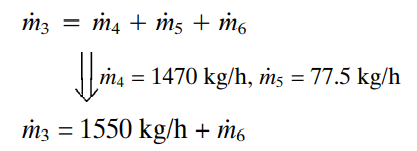 ṁ₃ = ṁ₄ + ṁ₅ + ṁ₆
⇓ ṁ₄ = 1470 kg/h, ṁ₅ = 77.5 kg/h
ṁ₃ = 1550 kg/h + ṁ₆